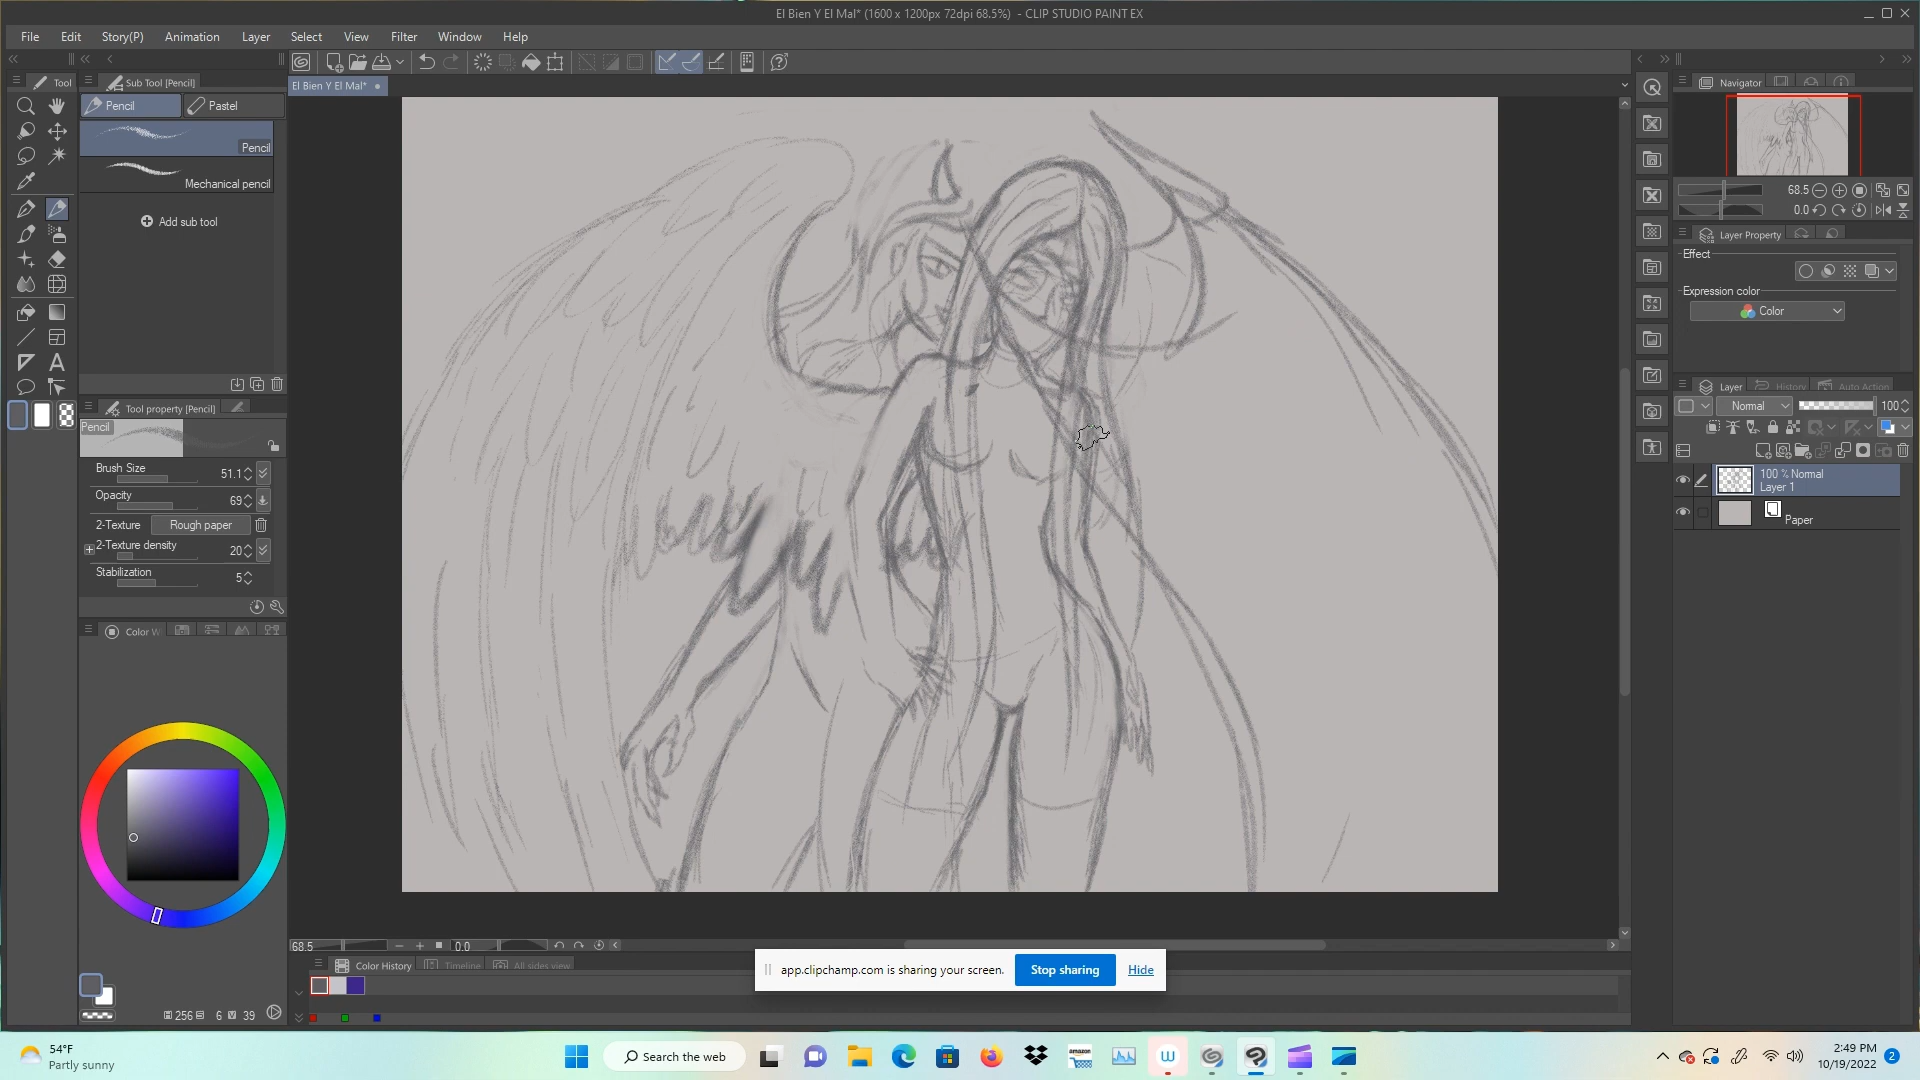 El Bien Y El Mal* (1600 x 1200px 72dpi 68.5%) - CLIP STUDIO PAINT EX
File Edit Story(P) Animation Layer Select View Filter Window Help
Tool
Sub Tool [Pencil]
El Bien Y El Mal*
Navigator
Pencil
Pastel
Pencil
Mechanical pencil
Add sub tool
68.5
0.0
Layer Property
Effect
Expression color
Color
Layer
History
Auto Action
Normal
100
100 % Normal
Layer 1
Paper
Tool property [Pencil]
Pencil
Brush Size
51.1
Opacity
69
2-Texture
Rough paper
2-Texture density
20
Stabilization
5
Color W
68.5
0.0
Color History
Timeline
All sides view
256
6
39
app.clipchamp.com is sharing your screen.
Stop sharing
Hide
54°F
Partly sunny
Search the web
amazon
2:49 PM
10/19/2022
2